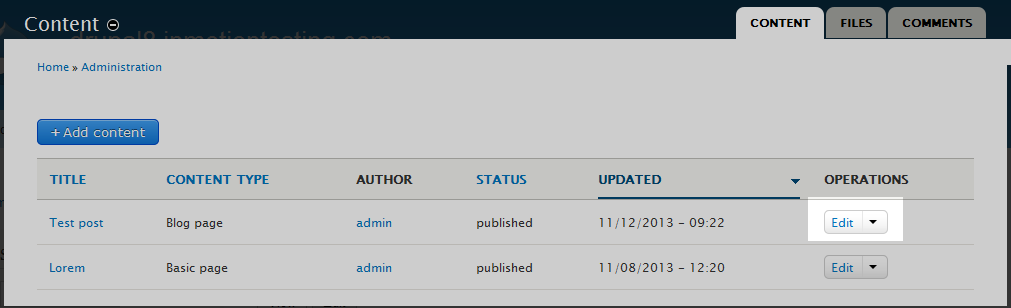 Content
CONTENT FILES COMMENTS
drupal8.inmotiontesting.com
Home » Administration
+ Add content
TITLE CONTENT TYPE AUTHOR STATUS UPDATED OPERATIONS
Test post Blog page admin published 11/12/2013 - 09:22 Edit
Lorem Basic page admin published 11/08/2013 - 12:20 Edit